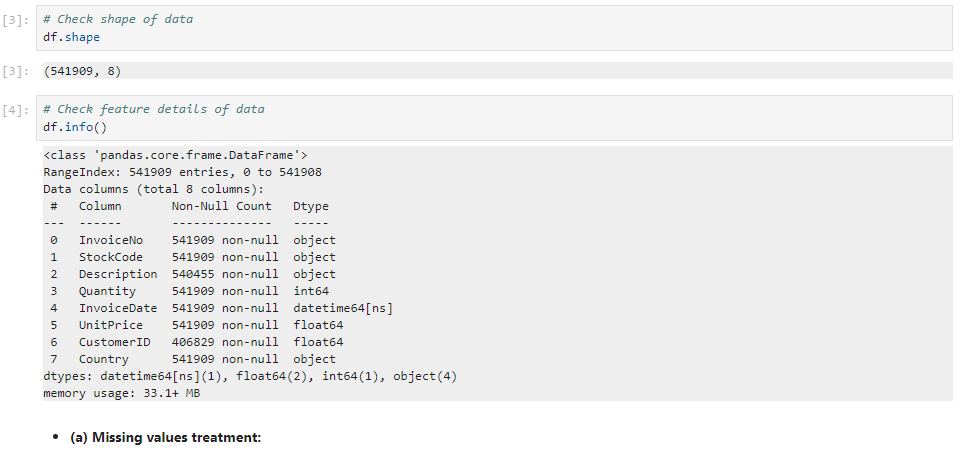 [3]: # Check shape of data
df.shape
[3]: (541909, 8)
[4]: # Check feature details of data
df.info()
<class 'pandas.core.frame.DataFrame'>
RangeIndex: 541909 entries, 0 to 541908
Data columns (total 8 columns):
 #   Column       Non-Null Count   Dtype
---  ------       --------------   -----
 0   InvoiceNo    541909 non-null  object
 1   StockCode    541909 non-null  object
 2   Description  540455 non-null  object
 3   Quantity     541909 non-null  int64
 4   InvoiceDate  541909 non-null  datetime64[ns]
 5   UnitPrice    541909 non-null  float64
 6   CustomerID   406829 non-null  float64
 7   Country      541909 non-null  object
dtypes: datetime64[ns](1), float64(2), int64(1), object(4)
memory usage: 33.1+ MB
• (a) Missing values treatment: